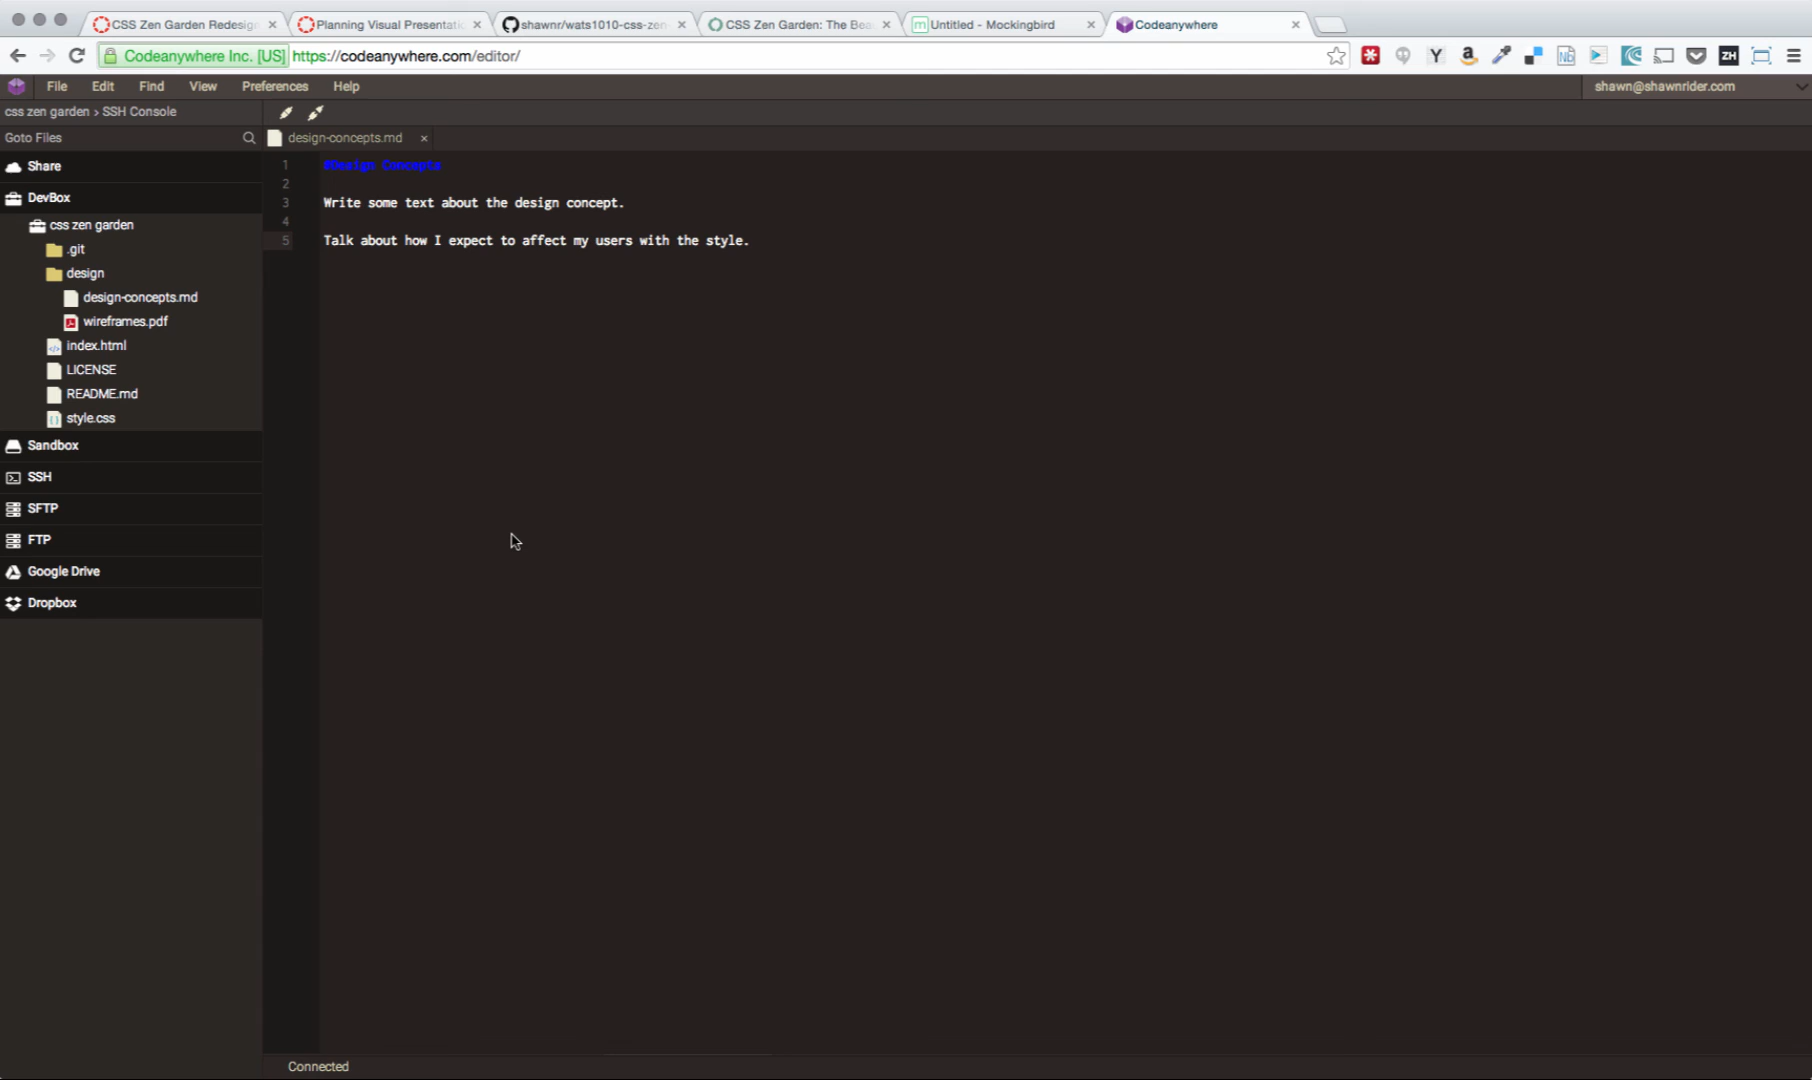 CSS Zen Garden Redesign
Planning Visual Presentatio
shawnr/wats1010-css-zen
CSS Zen Garden: The Bea
m Untitled - Mockingbird
Codeanywhere
Codeanywhere Inc. [US] https://codeanywhere.com/editor/
Y
a
Nb
ZH
File Edit Find View Preferences Help
shawn@shawnrider.com
css zen garden > SSH Console
Goto Files
design-concepts.md
Share
DevBox
css zen garden
.git
design
design-concepts.md
wireframes.pdf
index.html
LICENSE
README.md
style.css
Sandbox
SSH
SFTP
FTP
Google Drive
Dropbox
1 #Design Concepts
2
3 Write some text about the design concept.
4
5 Talk about how I expect to affect my users with the style.
Connected